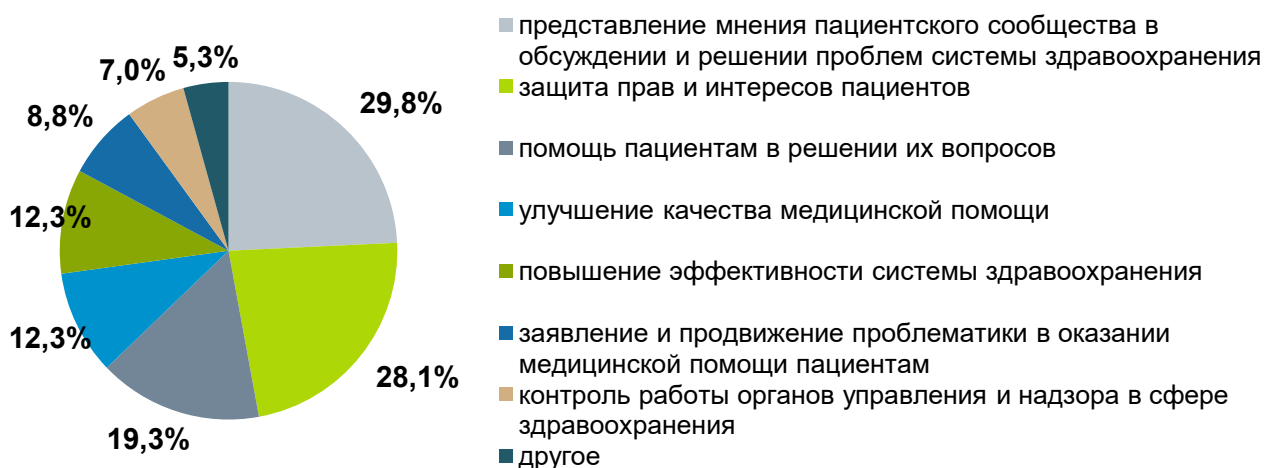 29,8%
28,1%
19,3%
12,3%
12,3%
8,8%
7,0%
5,3%
представление мнения пациентского сообщества в
обсуждении и решении проблем системы здравоохранения
защита прав и интересов пациентов
помощь пациентам в решении их вопросов
улучшение качества медицинской помощи
повышение эффективности системы здравоохранения
заявление и продвижение проблематики в оказании
медицинской помощи пациентам
контроль работы органов управления и надзора в сфере
здравоохранения
другое